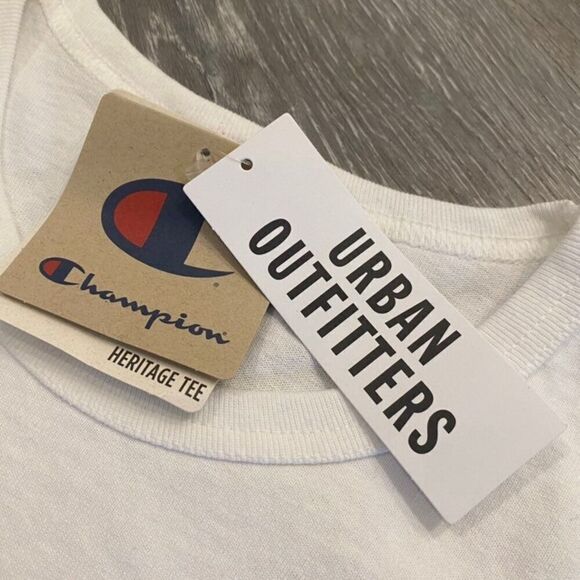 Champion
HERITAGE TEE
URBAN
OUTFITTERS